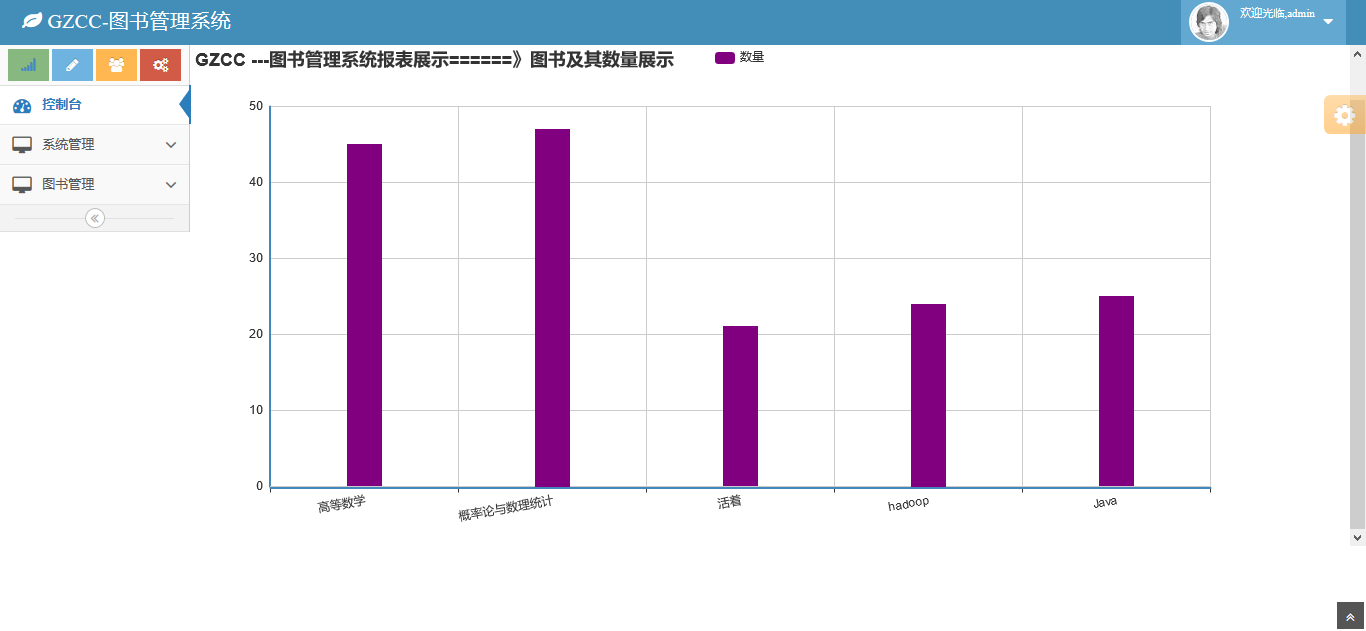 GZCC-图书管理系统
欢迎光临,admin
GZCC ---图书管理系统报表展示======》图书及其数量展示
数量
控制台
系统管理
图书管理
50
40
30
20
10
0
高等数学
概率论与数理统计
活着
hadoop
Java